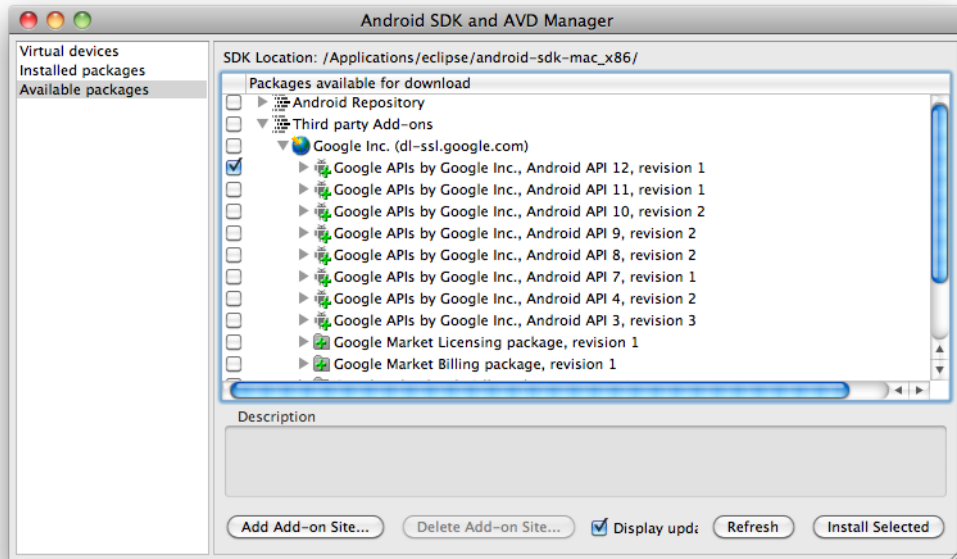 Android SDK and AVD Manager
Virtual devices
Installed packages
Available packages
SDK Location: /Applications/eclipse/android-sdk-mac_x86/
Packages available for download
Android Repository
Third party Add-ons
Google Inc. (dl-ssl.google.com)
Google APIs by Google Inc., Android API 12, revision 1
Google APIs by Google Inc., Android API 11, revision 1
Google APIs by Google Inc., Android API 10, revision 2
Google APIs by Google Inc., Android API 9, revision 2
Google APIs by Google Inc., Android API 8, revision 2
Google APIs by Google Inc., Android API 7, revision 1
Google APIs by Google Inc., Android API 4, revision 2
Google APIs by Google Inc., Android API 3, revision 3
Google Market Licensing package, revision 1
Google Market Billing package, revision 1
Description
Add Add-on Site... Delete Add-on Site... Display upda Refresh Install Selected